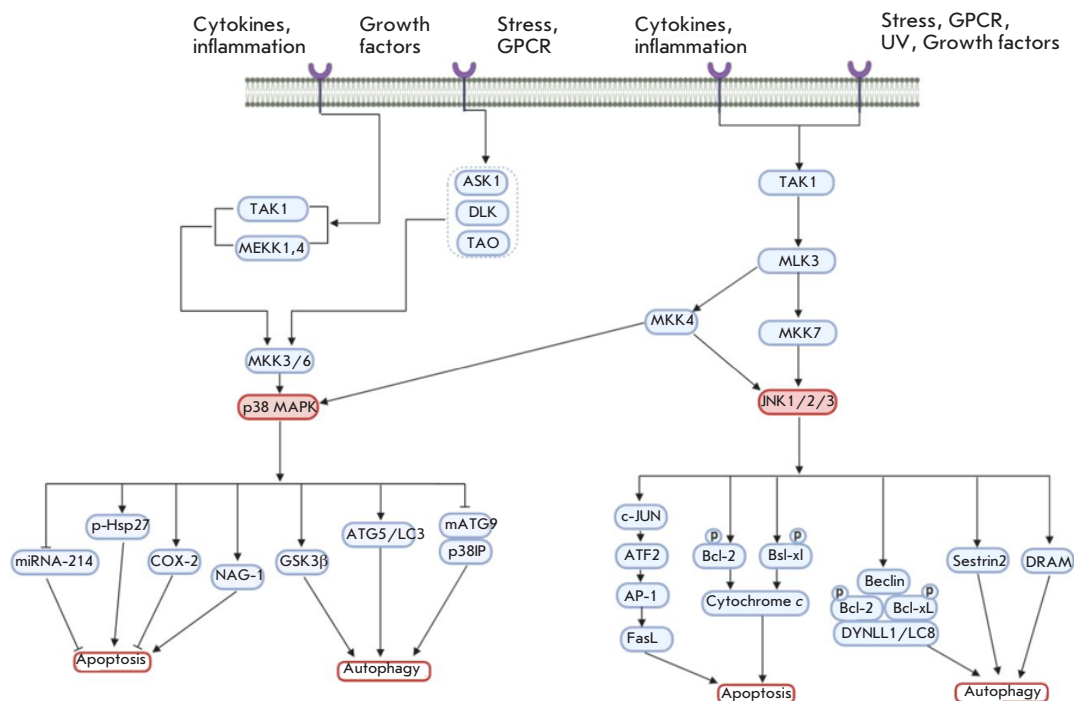 Cytokines,
inflammation
Growth
factors
Stress,
GPCR
Cytokines,
inflammation
Stress, GPCR,
UV, Growth factors
ASK1
DLK
TAO
TAK1
MEKK1,4
TAK1
MLK3
MKK4
MKK7
MKK3/6
p38 MAPK
JNK1/2/3
p-Hsp27
miRNA-214
COX-2
NAG-1
GSK3β
ATG5/LC3
mATG9
p38IP
Apoptosis
Autophagy
c-JUN
ATF2
AP-1
FasL
P
Bcl-2
P
Bsl-xl
Cytochrome c
Beclin
P
Bcl-2
P
Bcl-xL
DYNLL1/LC8
Sestrin2
DRAM
Apoptosis
Autophagy